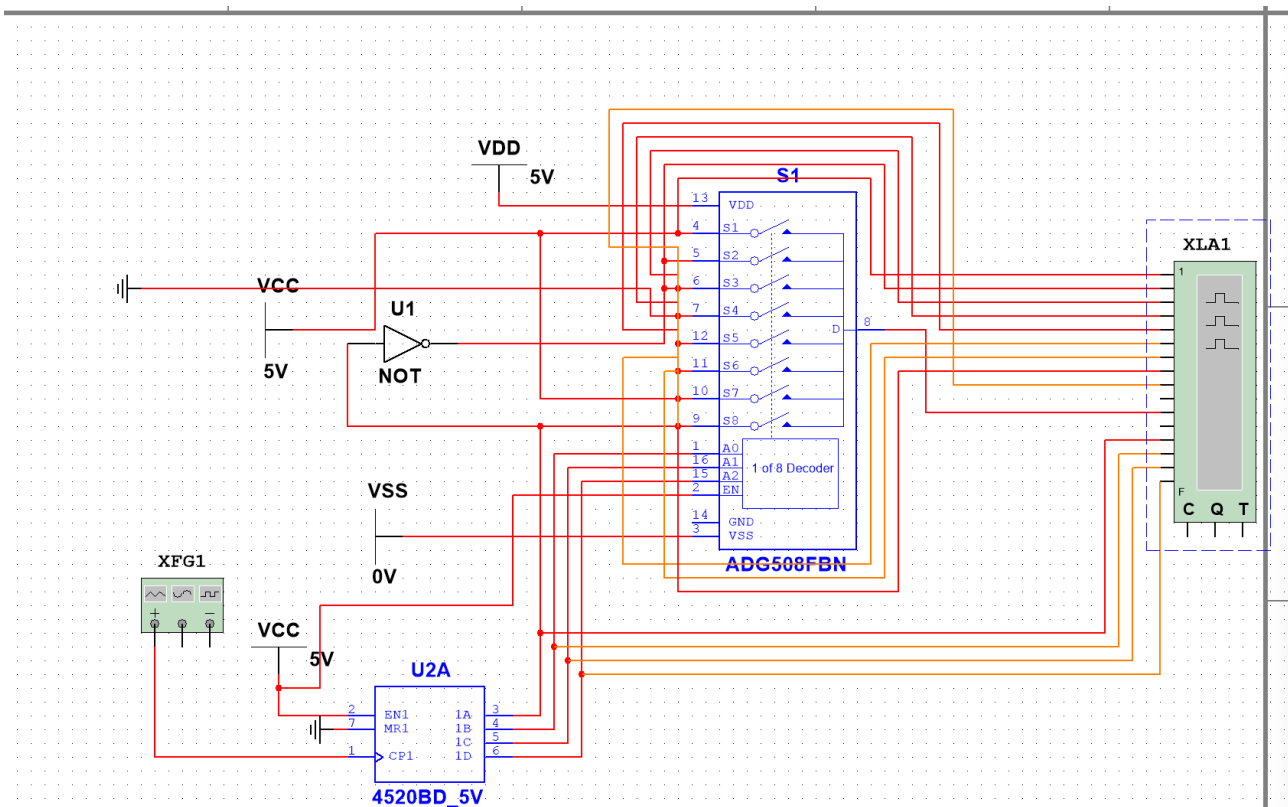 VDD
5V
S1
13 VDD
4 S1
5 S2
6 S3
7 S4
12 S5
11 S6
10 S7
9 S8
D 8
1 A0
16 A1
15 A2
2 EN
1 of 8 Decoder
14 GND
3 VSS
ADG508FBN
XLA1
1
F
C Q T
VCC
5V
U1
NOT
VSS
0V
XFG1
+ −
VCC
5V
U2A
2 EN1
7 MR1
1 CP1
1A 3
1B 4
1C 5
1D 6
4520BD_5V